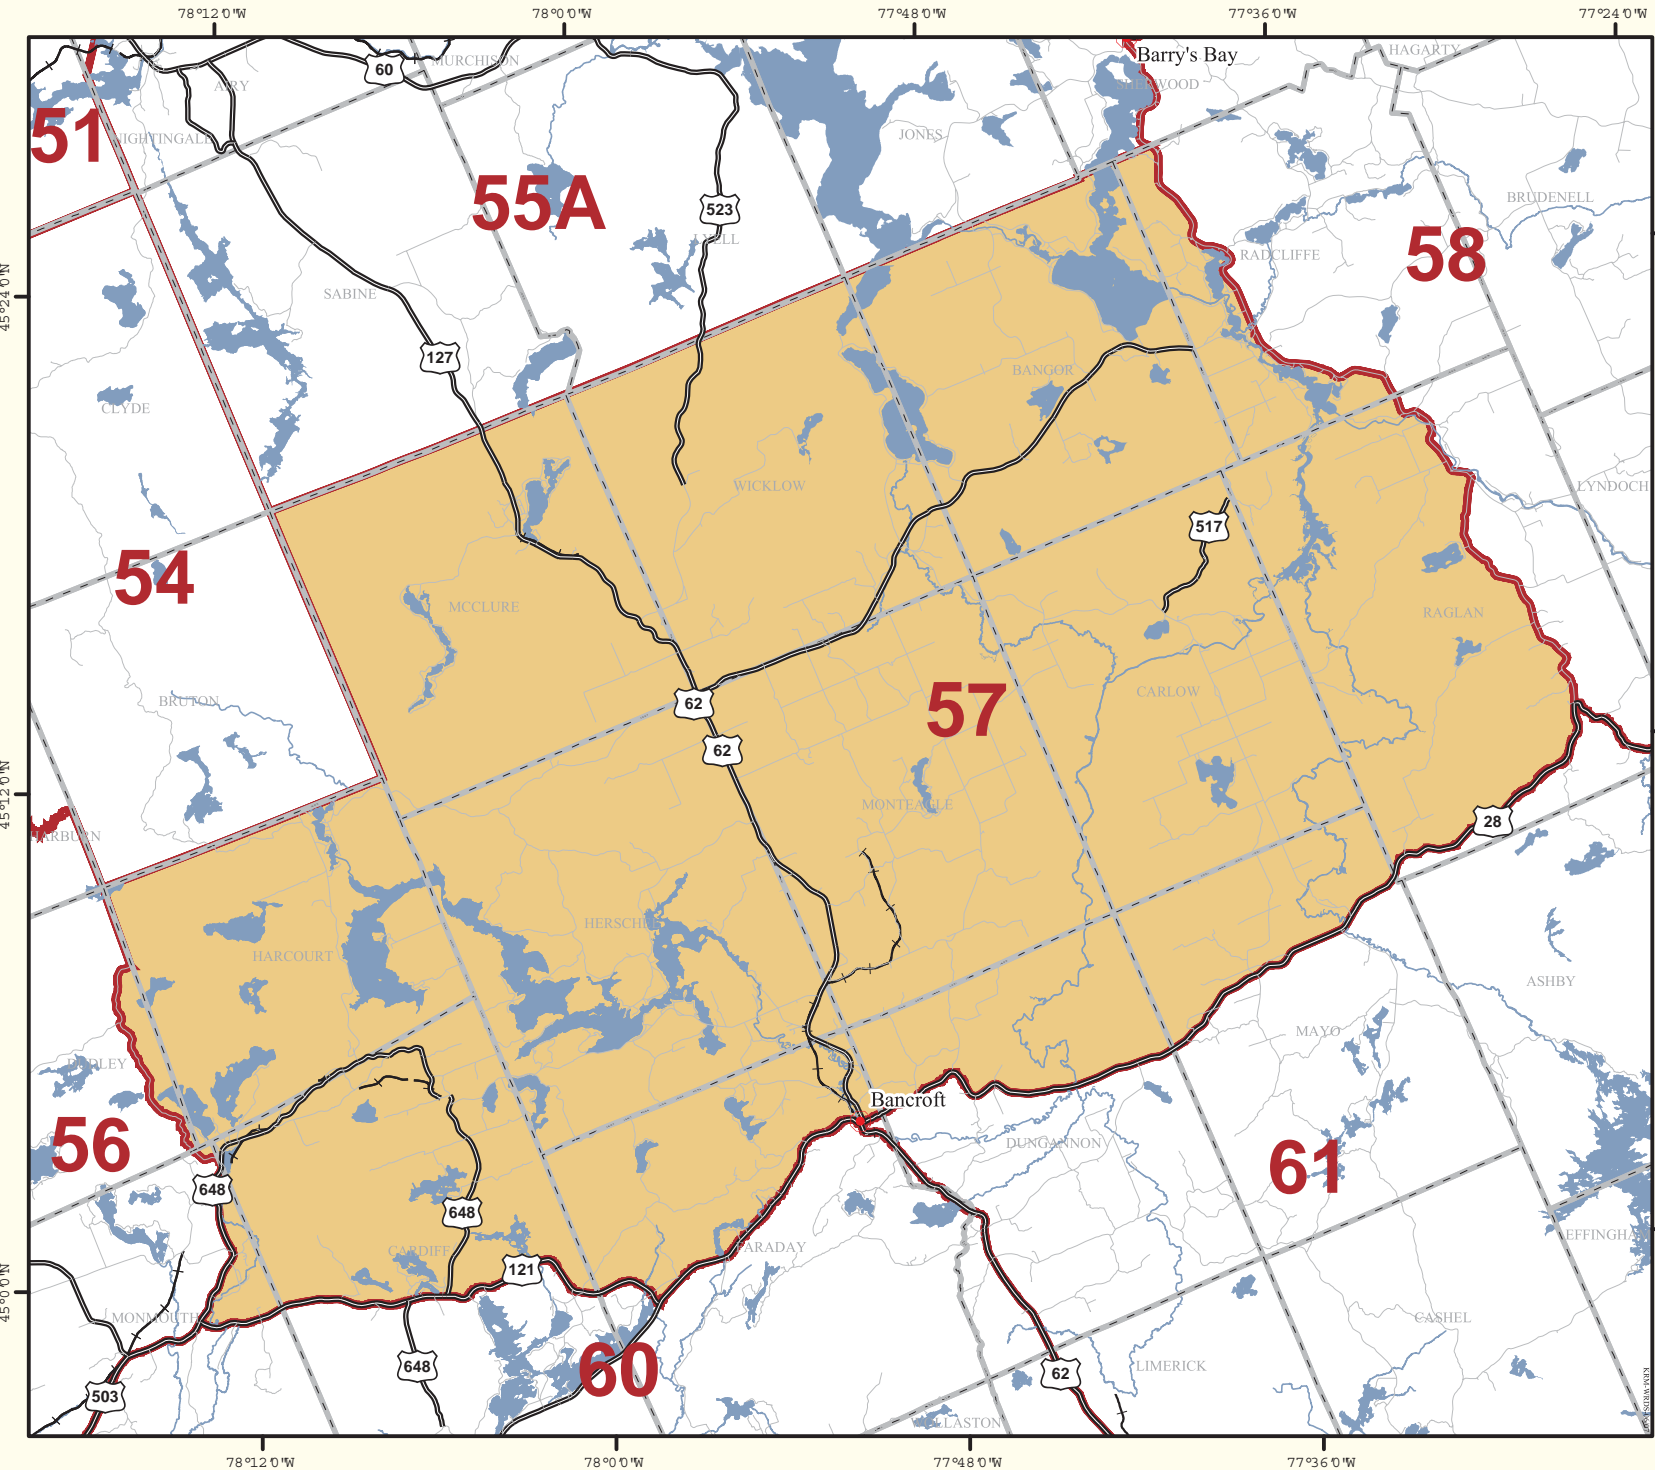 78°12'0"W
78°0'0"W
77°48'0"W
77°36'0"W
77°24'0"W
Barry's Bay
HAGARTY
60
MURCHISON
AIRY
SHERWOOD
51
NIGHTINGALE
JONES
55A
523
LYELL
BRUDENELL
58
RADCLIFFE
45°24'0"N
SABINE
127
BANGOR
CLYDE
WICKLOW
LYNDOCH
517
54
MCCLURE
RAGLAN
BRUTON
62
57
CARLOW
62
45°12'0"N
MONTEAGLE
28
HARBURN
HERSCHEL
HARCOURT
ASHBY
MAYO
DUDLEY
Bancroft
56
DUNGANNON
61
648
648
EFFINGHAM
CARDIFF
FARADAY
121
45°0'0"N
MONMOUTH
CASHEL
648
60
LIMERICK
62
503
WOLLASTON
78°12'0"W
78°0'0"W
77°48'0"W
77°36'0"W